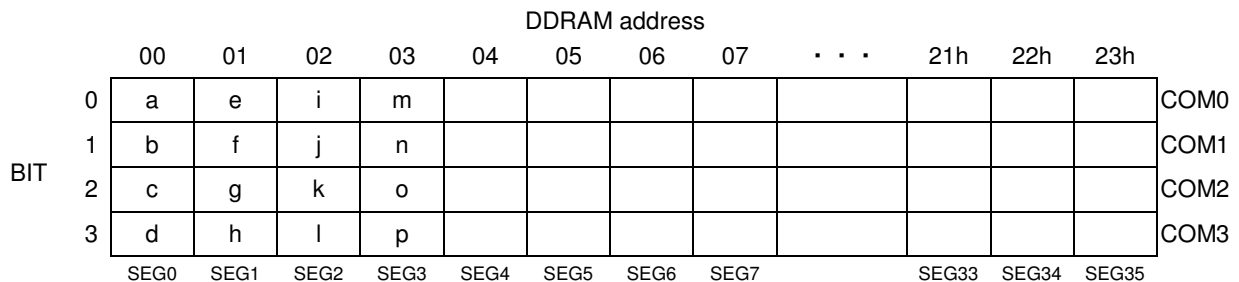 DDRAM address
00 01 02 03 04 05 06 07 · · · 21h 22h 23h
0 a e i m COM0
1 b f j n COM1
BIT
2 c g k o COM2
3 d h l p COM3
SEG0 SEG1 SEG2 SEG3 SEG4 SEG5 SEG6 SEG7 SEG33 SEG34 SEG35